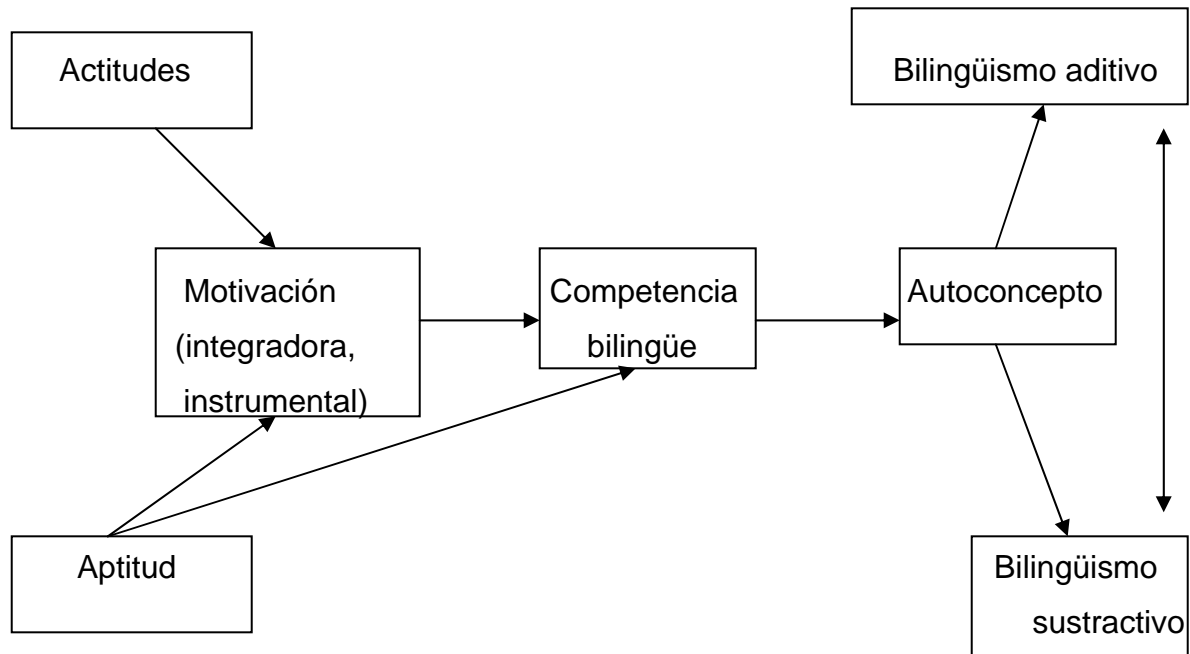 Actitudes
Bilingüismo aditivo
Motivación
(integradora,
instrumental)
Competencia
bilingüe
Autoconcepto
Aptitud
Bilingüismo
sustractivo